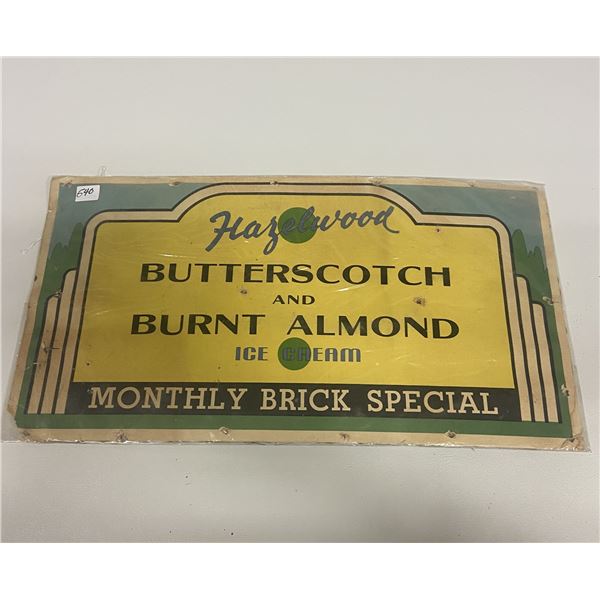 640
Hazelwood
BUTTERSCOTCH
AND
BURNT ALMOND
ICE CREAM
MONTHLY BRICK SPECIAL